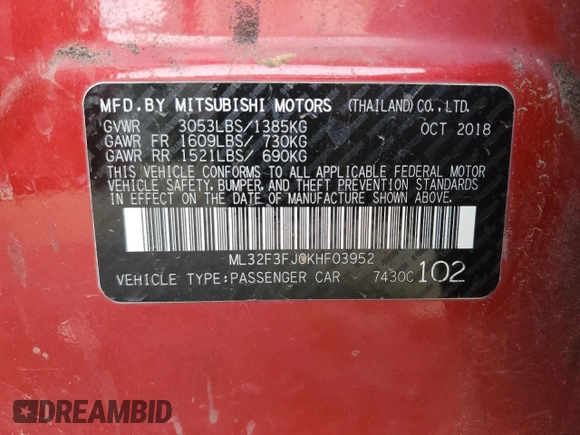 MFD.BY MITSUBISHI MOTORS (THAILAND)CO.,LTD.
GVWR 3053LBS/1385KG OCT 2018
GAWR FR 1609LBS/ 730KG
GAWR RR 1521LBS/ 690KG
THIS VEHICLE CONFORMS TO ALL APPLICABLE FEDERAL MOTOR
VEHICLE SAFETY, BUMPER, AND THEFT PREVENTION STANDARDS
IN EFFECT ON THE DATE OF MANUFACTURE SHOWN ABOVE.
ML32F3FJ0KHF03952
VEHICLE TYPE:PASSENGER CAR 7430C 102
DREAMBID